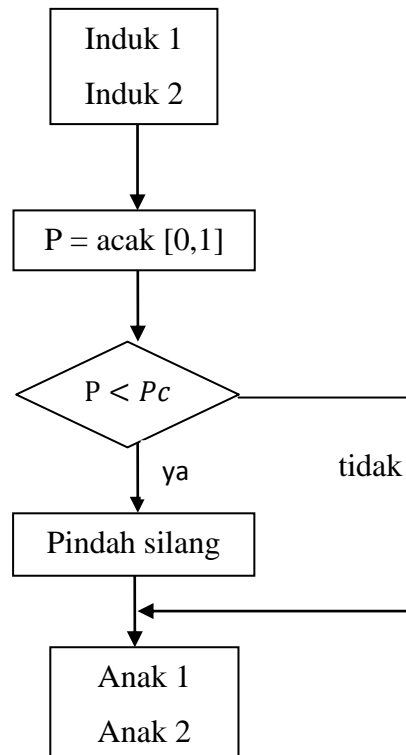 Induk 1
Induk 2
P = acak [0,1]
P < Pc
ya
tidak
Pindah silang
Anak 1
Anak 2